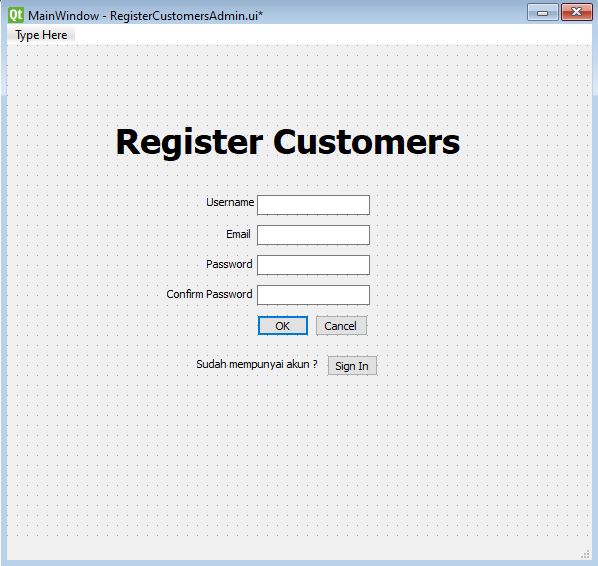 Qt MainWindow - RegisterCustomersAdmin.ui*
Type Here
Register Customers
Username
Email
Password
Confirm Password
OK Cancel
Sudah mempunyai akun ? Sign In